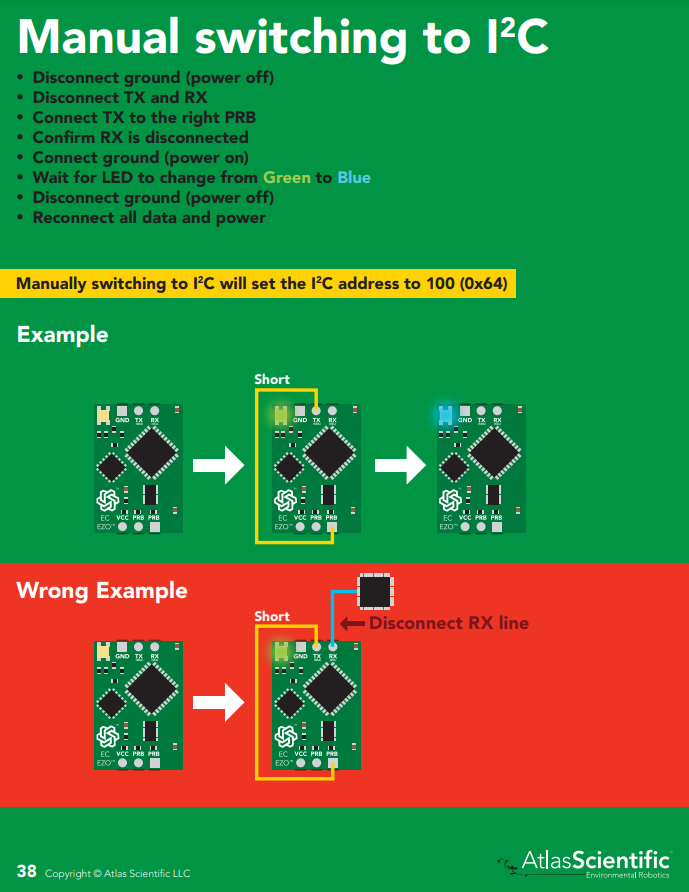 Manual switching to I²C
• Disconnect ground (power off)
• Disconnect TX and RX
• Connect TX to the right PRB
• Confirm RX is disconnected
• Connect ground (power on)
• Wait for LED to change from Green to Blue
• Disconnect ground (power off)
• Reconnect all data and power
Manually switching to I²C will set the I²C address to 100 (0x64)
Example
Short
GND TX RX
GND TX RX
GND TX RX
EC
EZO™ VCC PRB PRB
EC
EZO™ VCC PRB PRB
EC
EZO™ VCC PRB PRB
Wrong Example
Short
Disconnect RX line
GND TX RX
GND TX RX
EC
EZO™ VCC PRB PRB
EC
EZO™ VCC PRB PRB
38 Copyright © Atlas Scientific LLC
AtlasScientific™
Environmental Robotics